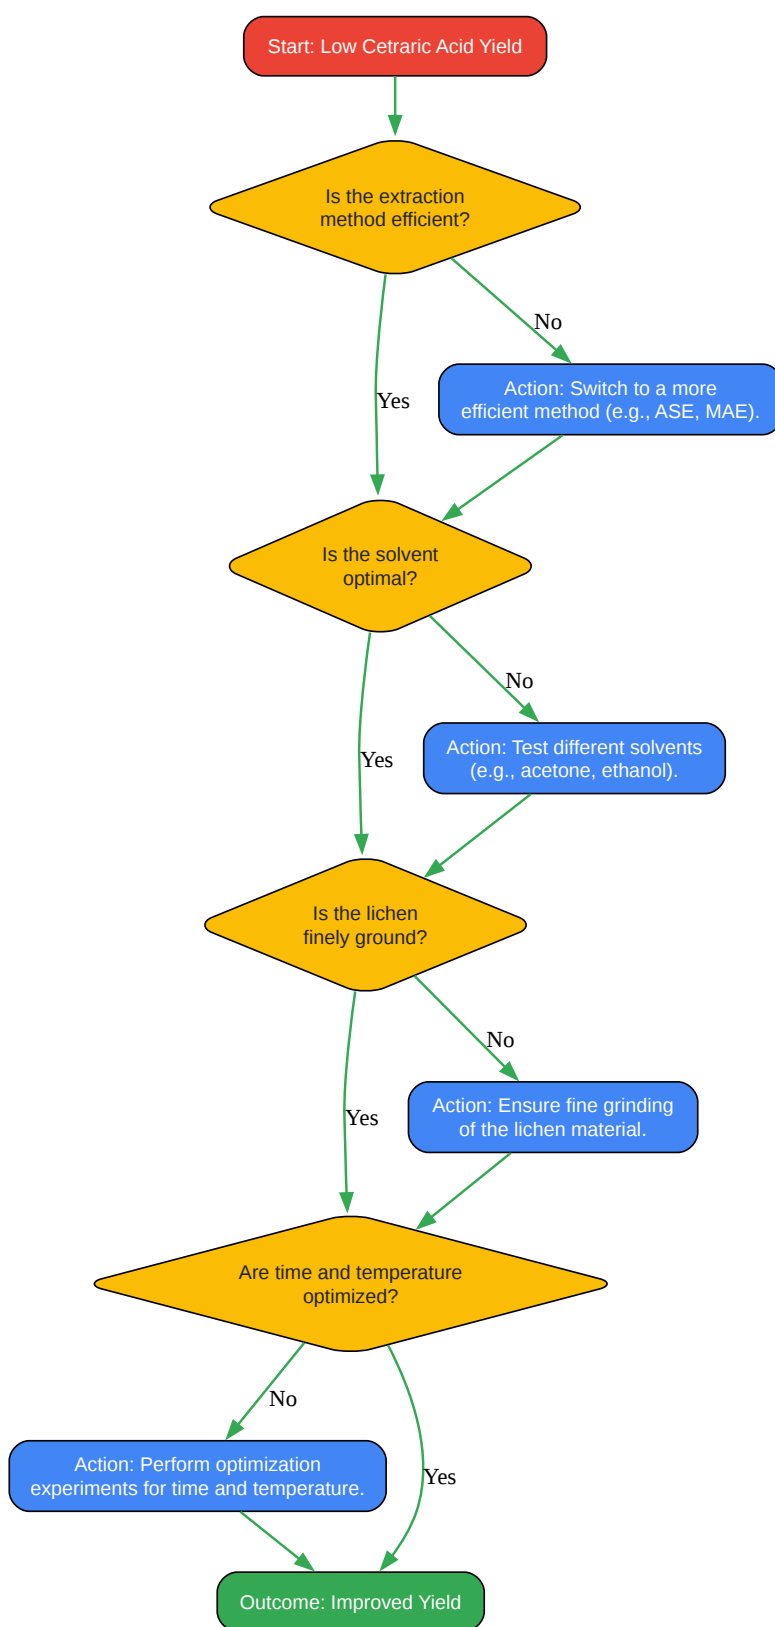 Start: Low Cetraric Acid Yield
Is the extraction
method efficient?
No
Action: Switch to a more
efficient method (e.g., ASE, MAE).
Yes
Is the solvent
optimal?
No
Action: Test different solvents
(e.g., acetone, ethanol).
Yes
Is the lichen
finely ground?
No
Action: Ensure fine grinding
of the lichen material.
Yes
Are time and temperature
optimized?
No
Action: Perform optimization
experiments for time and temperature.
Yes
Outcome: Improved Yield